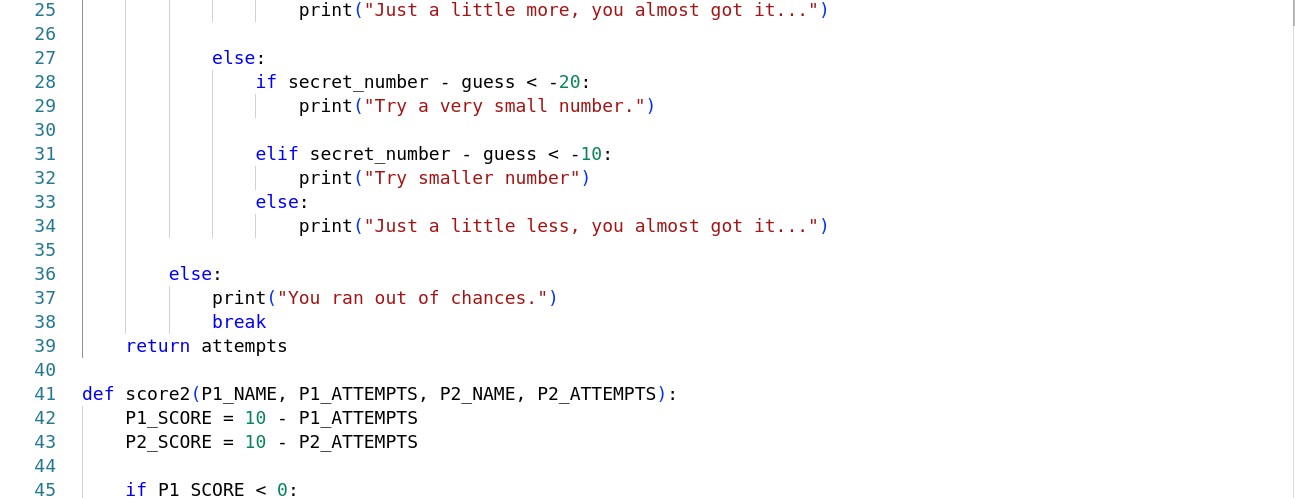 25                     print("Just a little more, you almost got it...")
26
27             else:
28                 if secret_number - guess < -20:
29                     print("Try a very small number.")
30
31                 elif secret_number - guess < -10:
32                     print("Try smaller number")
33                 else:
34                     print("Just a little less, you almost got it...")
35
36         else:
37             print("You ran out of chances.")
38             break
39     return attempts
40
41 def score2(P1_NAME, P1_ATTEMPTS, P2_NAME, P2_ATTEMPTS):
42     P1_SCORE = 10 - P1_ATTEMPTS
43     P2_SCORE = 10 - P2_ATTEMPTS
44
45     if P1_SCORE < 0: